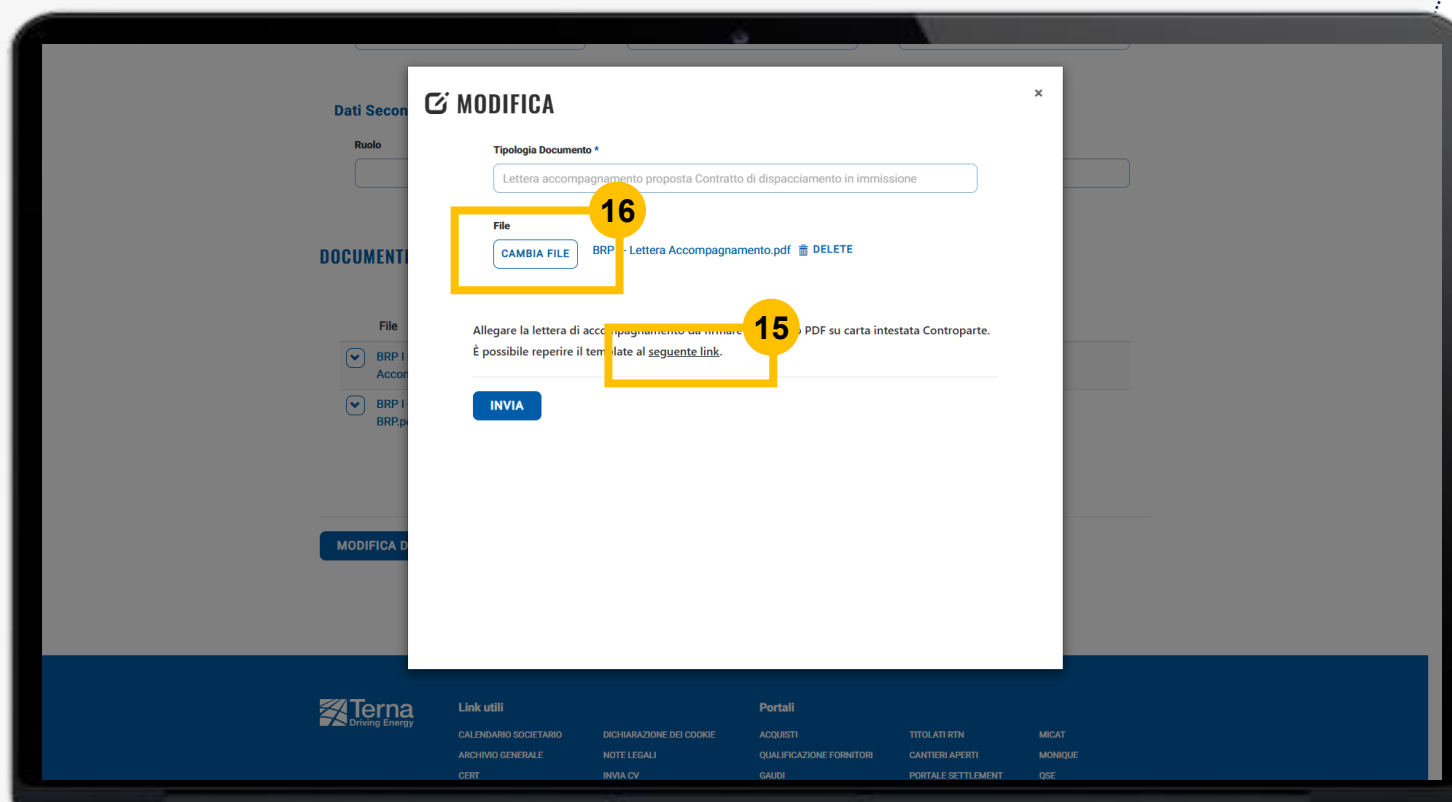 MODIFICA
×
Dati Secon
Ruolo
Tipologia Documento *
Lettera accompagnamento proposta Contratto di dispacciamento in immissione
16
File
CAMBIA FILE
BRP - Lettera Accompagnamento.pdf DELETE
DOCUMENTI
15
File
Allegare la lettera di accompagnamento da firmare PDF su carta intestata Controparte.
È possibile reperire il template al seguente link.
BRP I
Accor
BRP I
BRP.p
INVIA
MODIFICA D
Terna
Driving Energy
Link utili
Portali
CALENDARIO SOCIETARIO
DICHIARAZIONE DEI COOKIE
ACQUISTI
TITOLATI RTN
MICAT
ARCHIVIO GENERALE
NOTE LEGALI
QUALIFICAZIONE FORNITORI
CANTIERI APERTI
MONIQUE
CERT
INVIA CV
GAUDI
PORTALE SETTLEMENT
QSE